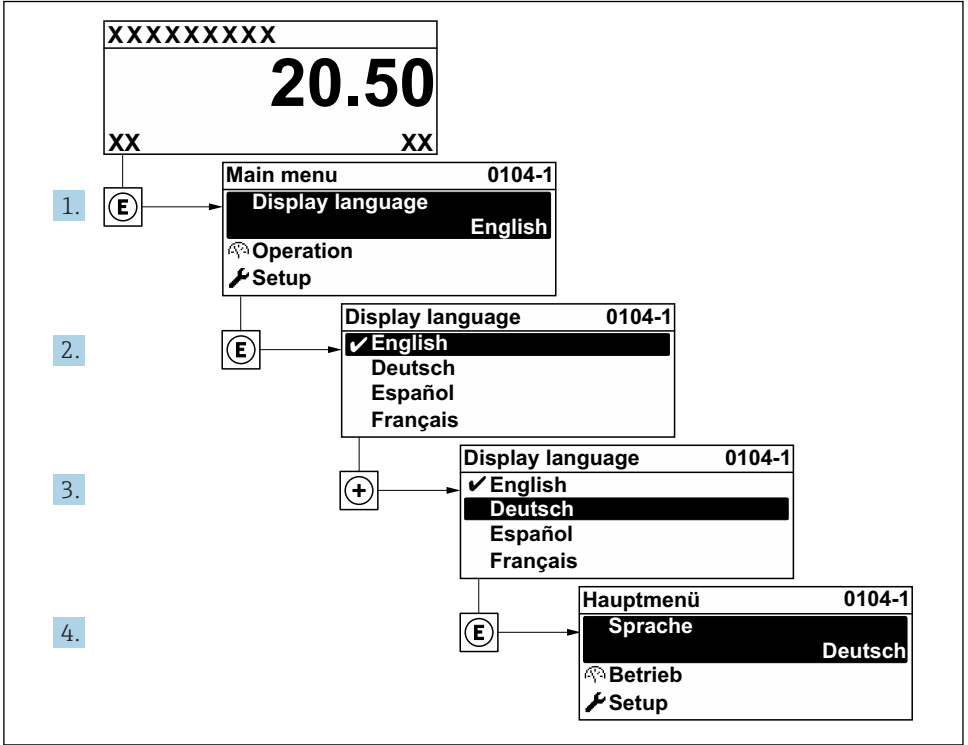 XXXXXXXXX
20.50
XX XX
1.
E
Main menu 0104-1
Display language
English
Operation
Setup
2.
E
Display language 0104-1
✔English
Deutsch
Español
Français
3.
+
Display language 0104-1
✔English
Deutsch
Español
Français
4.
E
Hauptmenü 0104-1
Sprache
Deutsch
Betrieb
Setup